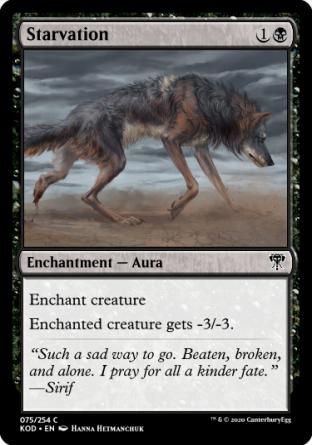 Starvation 1
Enchantment — Aura
Enchant creature
Enchanted creature gets -3/-3.
“Such a sad way to go. Beaten, broken,
and alone. I pray for all a kinder fate.”
—Sirif
075/254 C
KOD • EN Hanna Hetmanchuk
™ & © 2020 CanterburyEgg